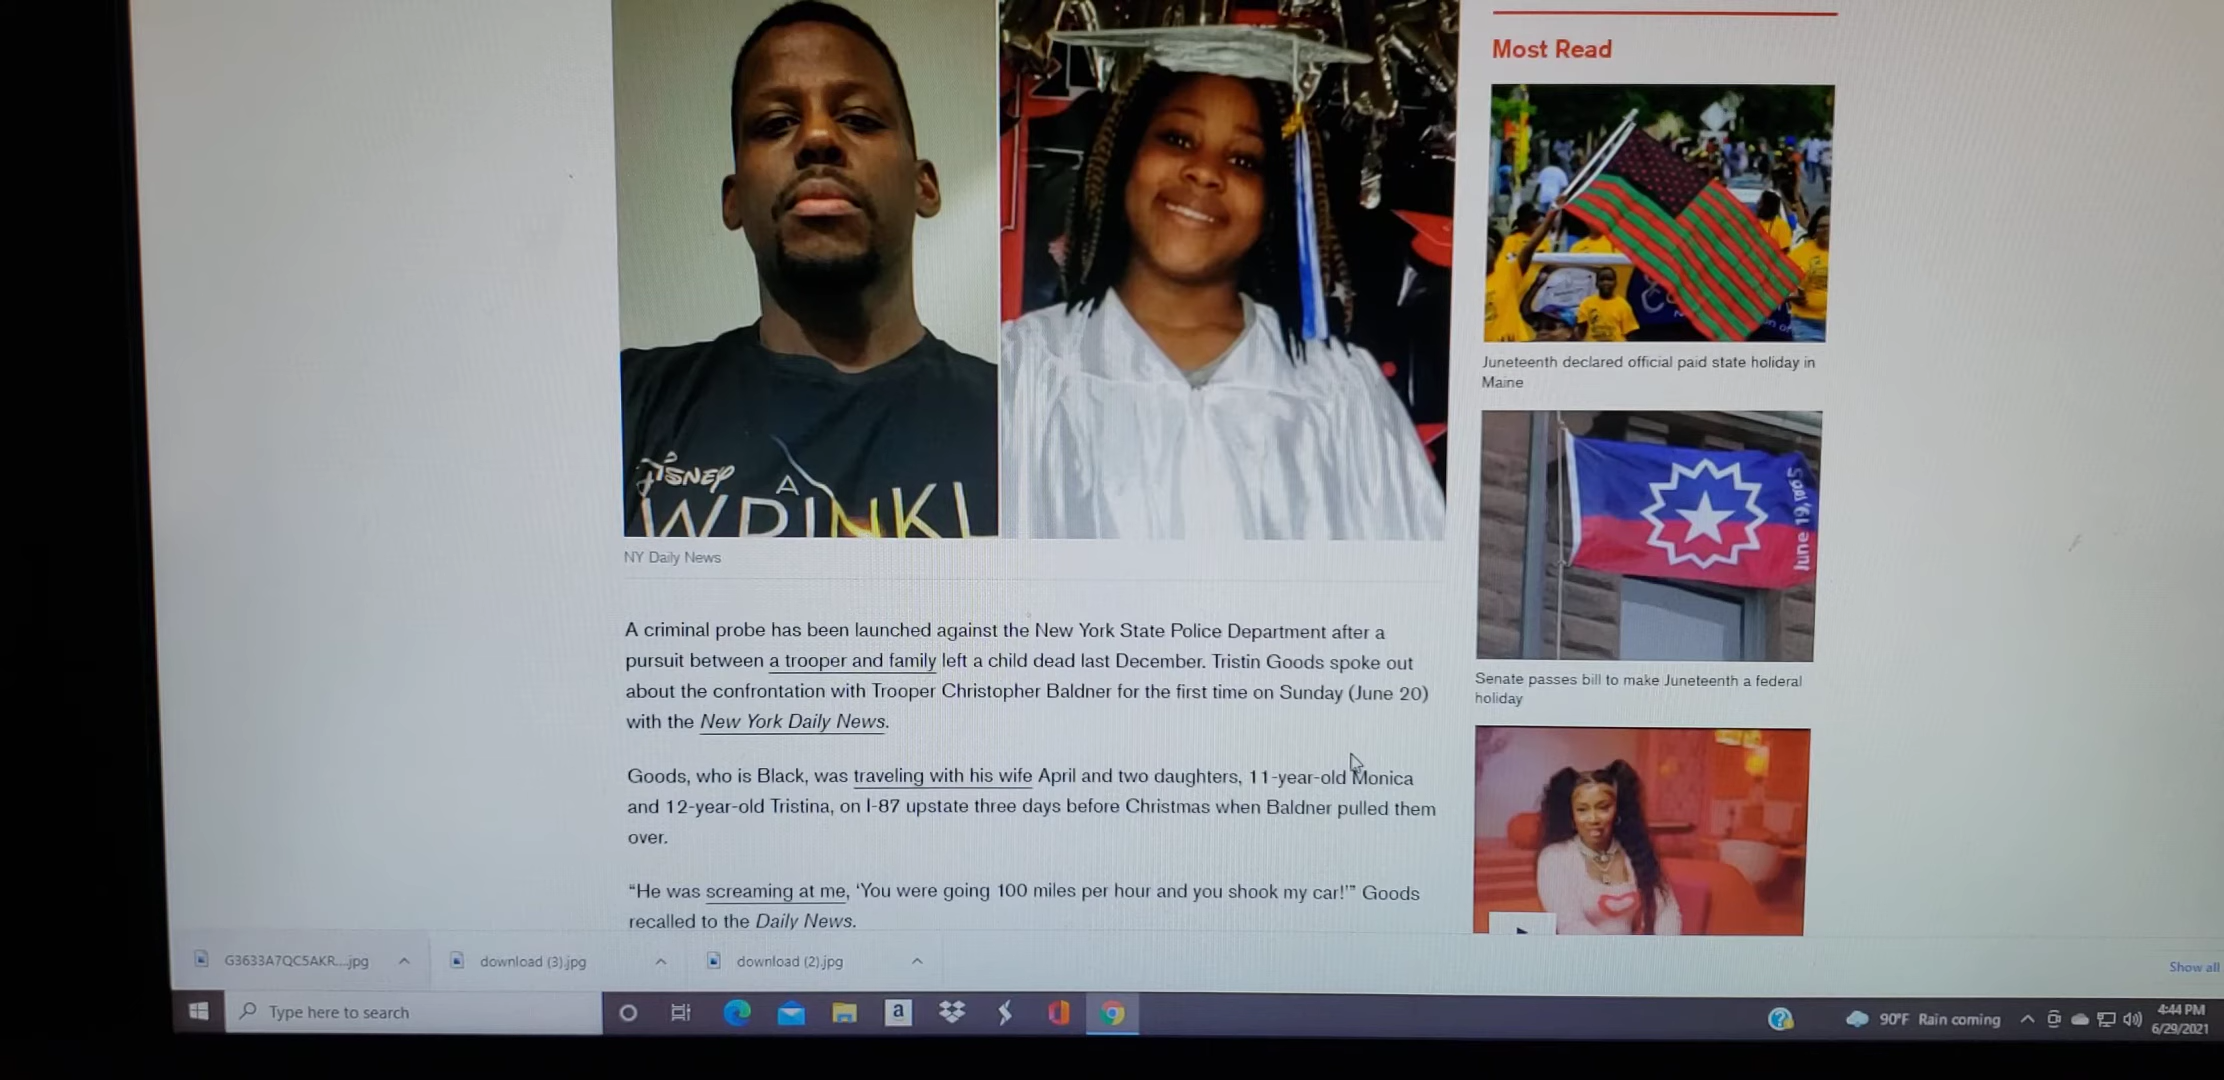 DISNEY
A
WRINKL
NY Daily News
A criminal probe has been launched against the New York State Police Department after a
pursuit between a trooper and family left a child dead last December. Tristin Goods spoke out
about the confrontation with Trooper Christopher Baldner for the first time on Sunday (June 20)
with the New York Daily News.
Goods, who is Black, was traveling with his wife April and two daughters, 11-year-old Monica
and 12-year-old Tristina, on I-87 upstate three days before Christmas when Baldner pulled them
over.
“He was screaming at me, ‘You were going 100 miles per hour and you shook my car!’” Goods
recalled to the Daily News.
Most Read
Juneteenth declared official paid state holiday in
Maine
June 19, 1865
Senate passes bill to make Juneteenth a federal
holiday
G3633A7QC5AKR....jpg
download (3).jpg
download (2).jpg
Show all
Type here to search
a
90°F Rain coming
4:44 PM
6/29/2021